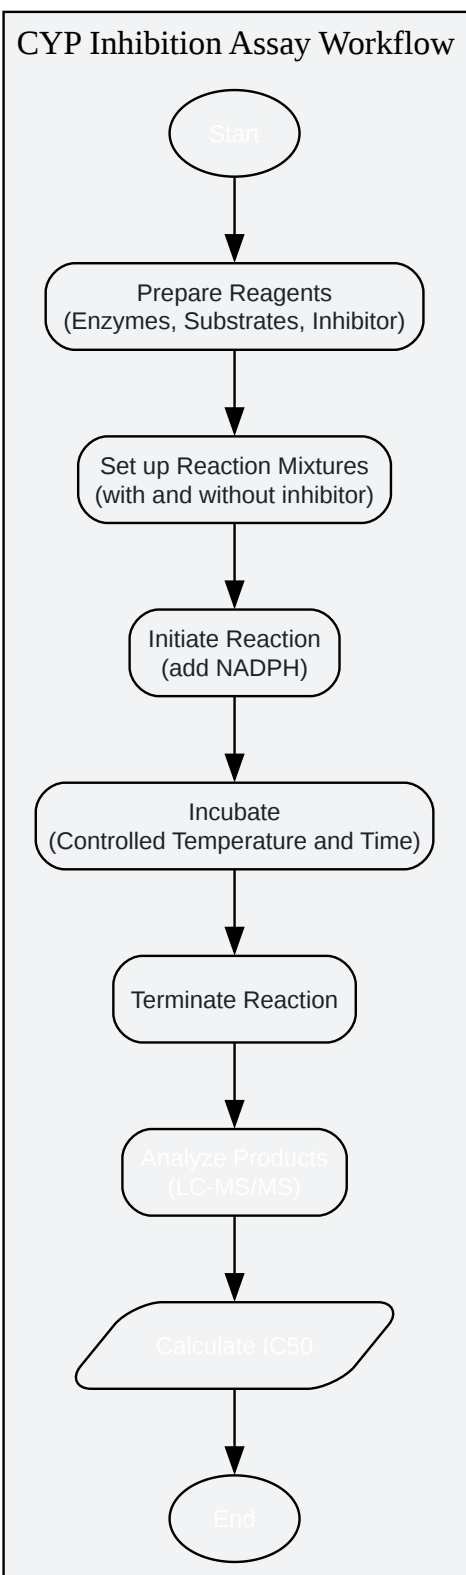 CYP Inhibition Assay Workflow
Start
Prepare Reagents
(Enzymes, Substrates, Inhibitor)
Set up Reaction Mixtures
(with and without inhibitor)
Initiate Reaction
(add NADPH)
Incubate
(Controlled Temperature and Time)
Terminate Reaction
Analyze Products
(LC-MS/MS)
Calculate IC50
End